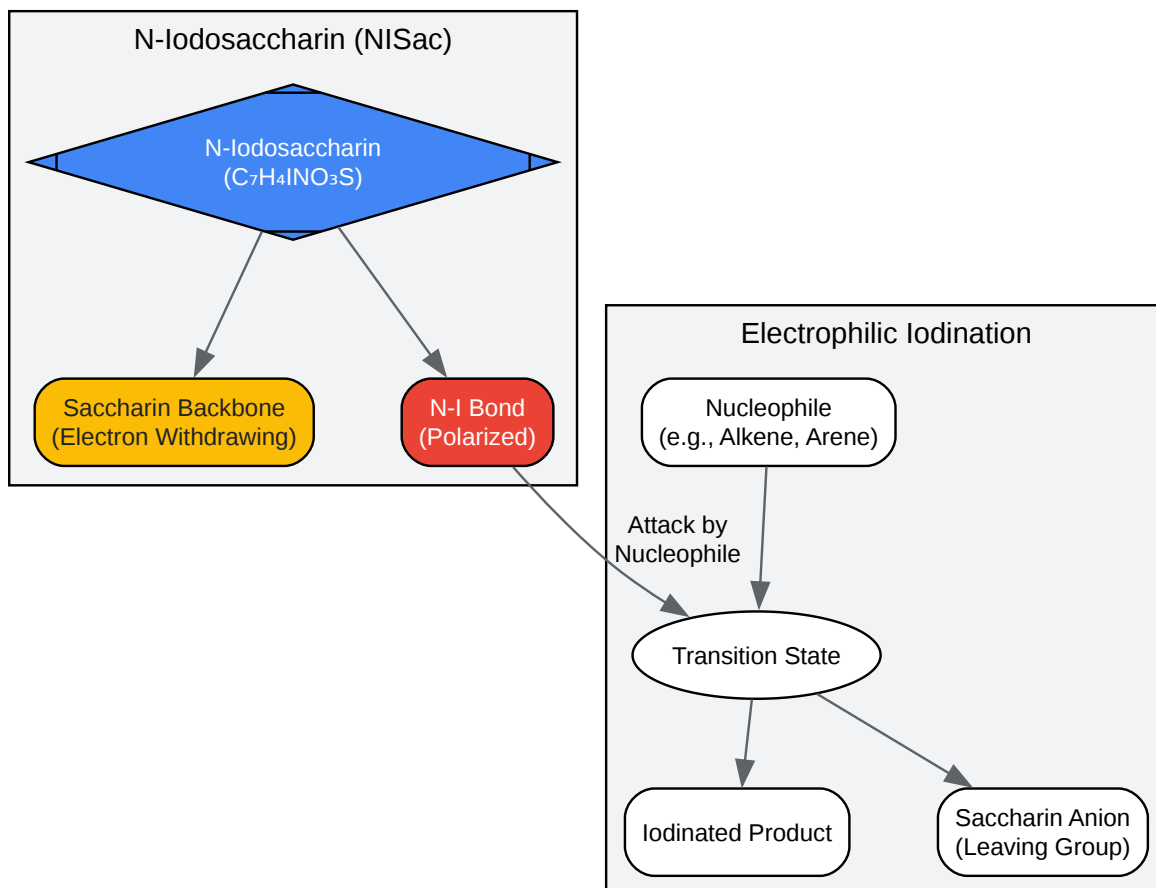 N-Iodosaccharin (NISac)
N-Iodosaccharin
(C₇H₄INO₃S)
Saccharin Backbone
(Electron Withdrawing)
N-I Bond
(Polarized)
Electrophilic Iodination
Nucleophile
(e.g., Alkene, Arene)
Attack by
Nucleophile
Transition State
Iodinated Product
Saccharin Anion
(Leaving Group)